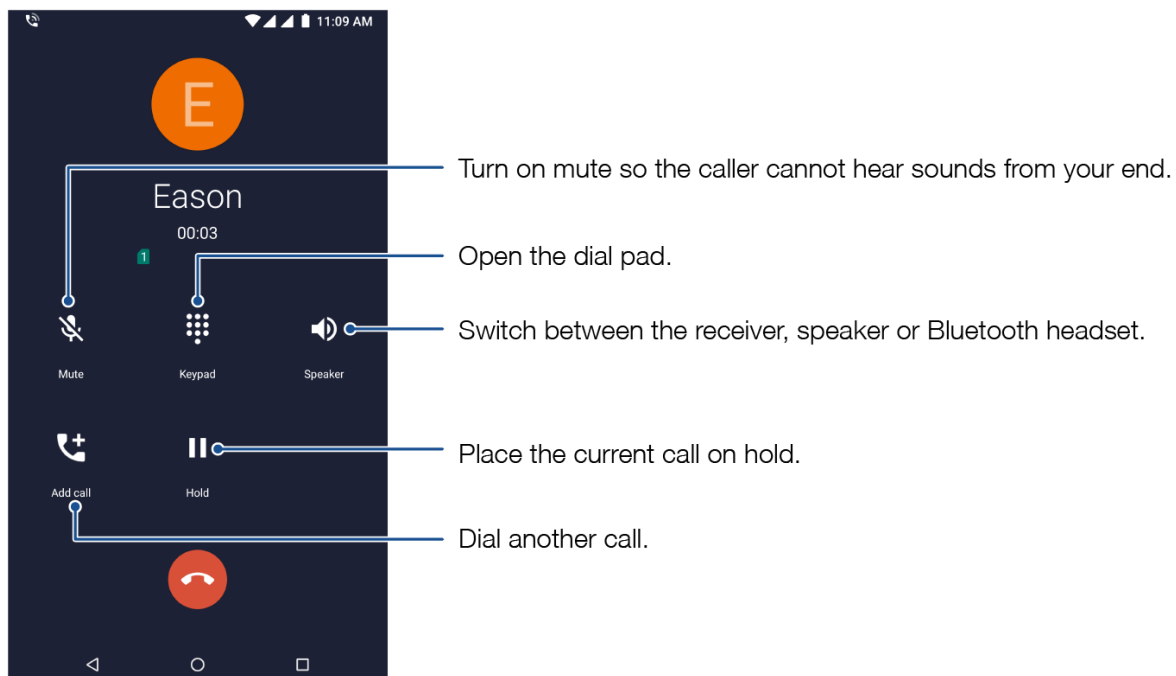 11:09 AM
E
Turn on mute so the caller cannot hear sounds from your end.
Eason
00:03
1
Open the dial pad.
Switch between the receiver, speaker or Bluetooth headset.
Mute
Keypad
Speaker
Place the current call on hold.
Add call
Hold
Dial another call.